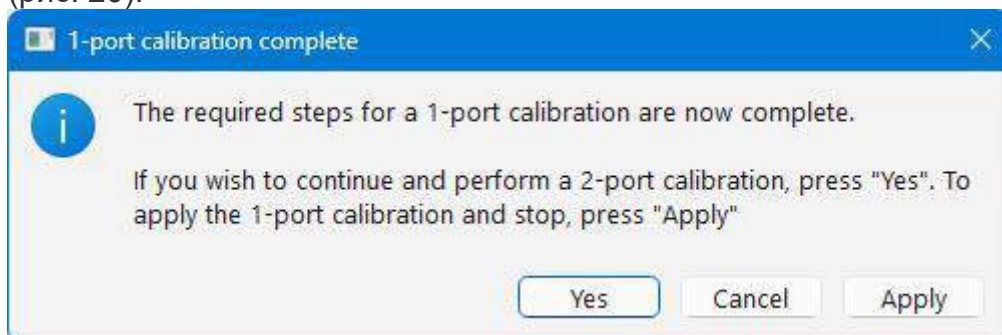 1-port calibration complete
The required steps for a 1-port calibration are now complete.
If you wish to continue and perform a 2-port calibration, press "Yes". To
apply the 1-port calibration and stop, press "Apply"
Yes Cancel Apply